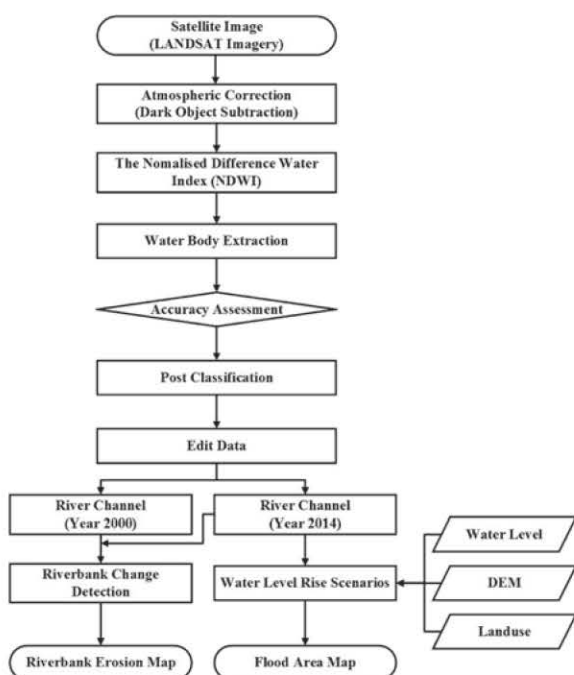 Satellite Image
(LANDSAT Imagery)
Atmospheric Correction
(Dark Object Subtraction)
The Nomalised Difference Water
Index (NDWI)
Water Body Extraction
Accuracy Assessment
Post Classification
Edit Data
River Channel
(Year 2000)
River Channel
(Year 2014)
Water Level
Riverbank Change
Detection
Water Level Rise Scenarios
DEM
Landuse
Riverbank Erosion Map
Flood Area Map